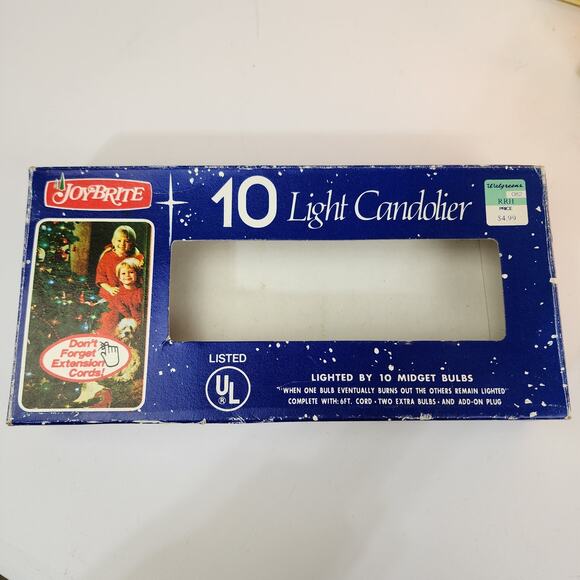 JOYBRITE
10 Light Candolier
Walgreens
RRH
PRICE
$4.99
Don't
Forget
Extension
Cords!
LISTED
UL
®
LIGHTED BY 10 MIDGET BULBS
"WHEN ONE BULB EVENTUALLY BURNS OUT THE OTHERS REMAIN LIGHTED"
COMPLETE WITH: 6FT. CORD • TWO EXTRA BULBS • AND ADD-ON PLUG